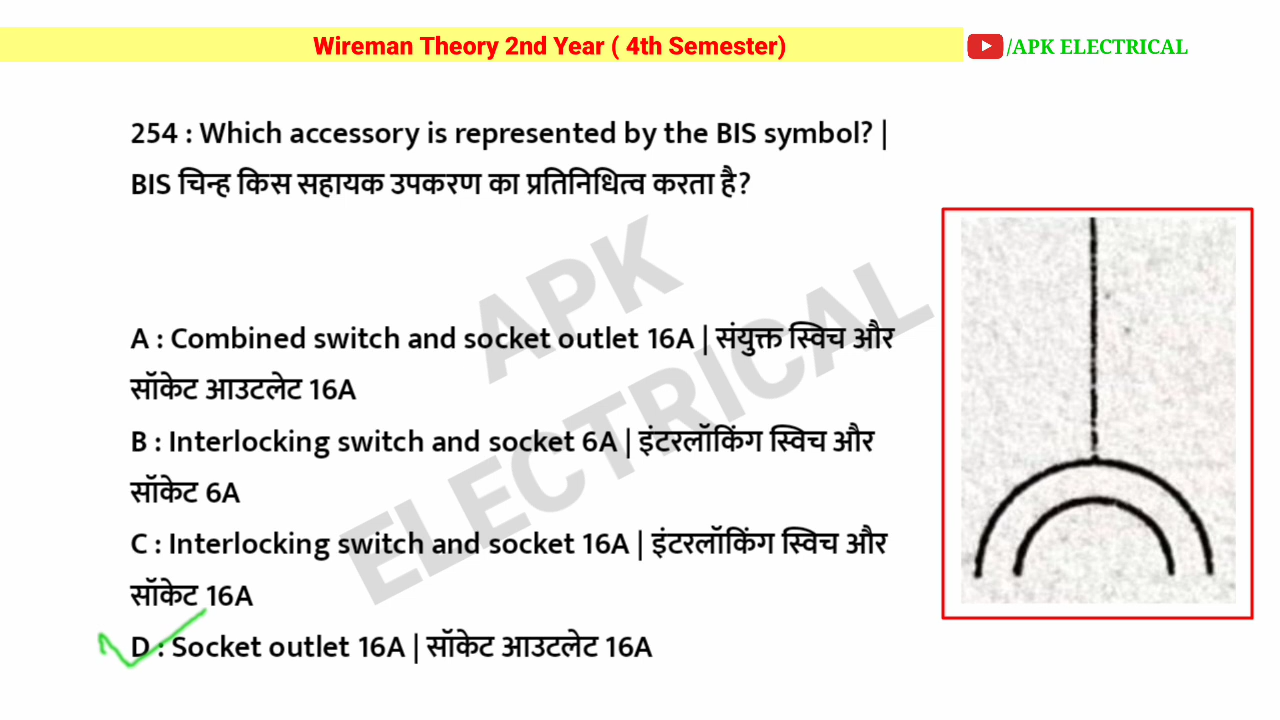 Wireman Theory 2nd Year ( 4th Semester)
/APK ELECTRICAL
254 : Which accessory is represented by the BIS symbol? |
BIS चिन्ह किस सहायक उपकरण का प्रतिनिधित्व करता है?
A : Combined switch and socket outlet 16A | संयुक्त स्विच और
सॉकेट आउटलेट 16A
B : Interlocking switch and socket 6A | इंटरलॉकिंग स्विच और
सॉकेट 6A
C : Interlocking switch and socket 16A | इंटरलॉकिंग स्विच और
सॉकेट 16A
D : Socket outlet 16A | सॉकेट आउटलेट 16A
APK
ELECTRICAL